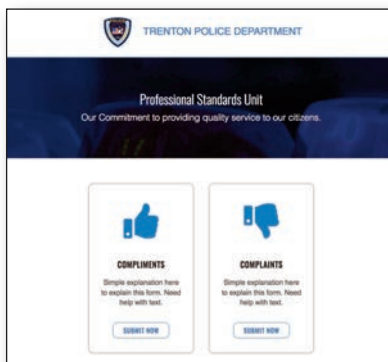 TRENTON POLICE DEPARTMENT
Professional Standards Unit
Our Commitment to providing quality service to our citizens.
COMPLIMENTS
Simple explanation here
to explain this form. Need
help with text.
SUBMIT NOW
COMPLAINTS
Simple explanation here
to explain this form. Need
help with text.
SUBMIT NOW